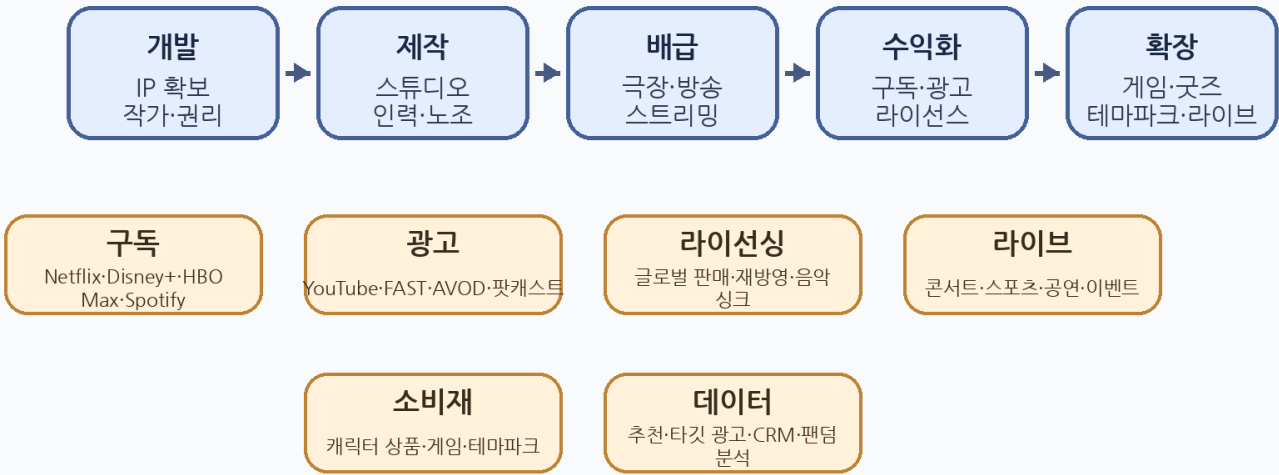 개발
IP 확보
작가·권리
제작
스튜디오
인력·노조
배급
극장·방송
스트리밍
수익화
구독·광고
라이선스
확장
게임·굿즈
테마파크·라이브
구독
Netflix·Disney+·HBO
Max·Spotify
광고
YouTube·FAST·AVOD·팟캐스트
라이선싱
글로벌 판매·재방영·음악
싱크
라이브
콘서트·스포츠·공연·이벤트
소비재
캐릭터 상품·게임·테마파크
데이터
추천·타깃 광고·CRM·팬덤
분석